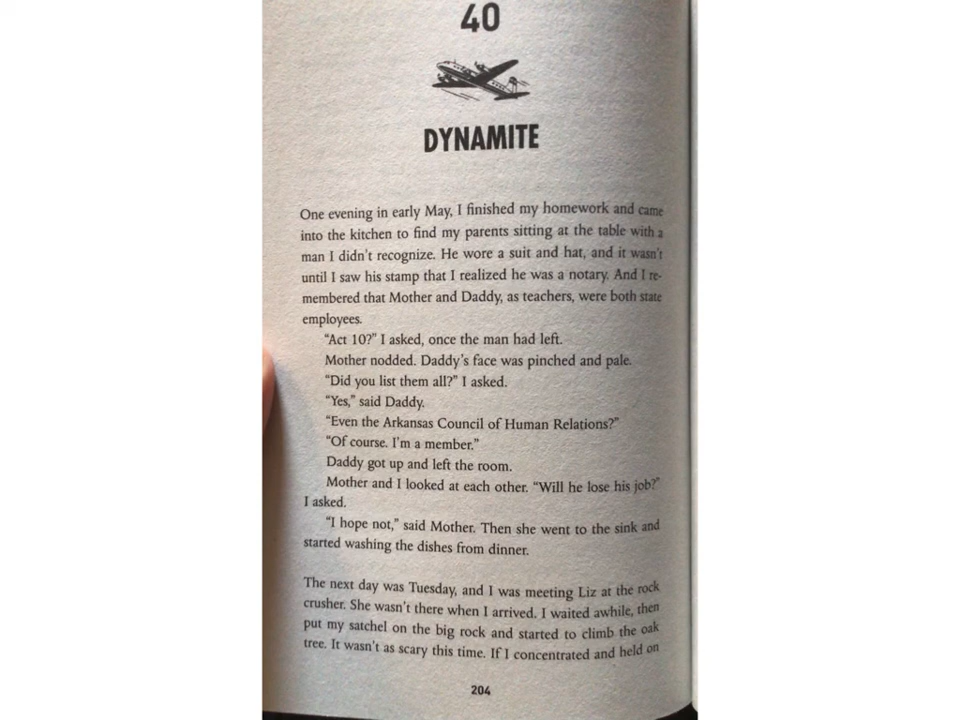 40
DYNAMITE
One evening in early May, I finished my homework and came
into the kitchen to find my parents sitting at the table with a
man I didn't recognize. He wore a suit and hat, and it wasn't
until I saw his stamp that I realized he was a notary. And I re-
membered that Mother and Daddy, as teachers, were both state
employees.
“Act 10?” I asked, once the man had left.
Mother nodded. Daddy's face was pinched and pale.
“Did you list them all?” I asked.
“Yes,” said Daddy.
“Even the Arkansas Council of Human Relations?”
“Of course. I'm a member.”
Daddy got up and left the room.
Mother and I looked at each other. “Will he lose his job?”
I asked.
“I hope not,” said Mother. Then she went to the sink and
started washing the dishes from dinner.
The next day was Tuesday, and I was meeting Liz at the rock
crusher. She wasn't there when I arrived. I waited awhile, then
put my satchel on the big rock and started to climb the oak
tree. It wasn't as scary this time. If I concentrated and held on
204